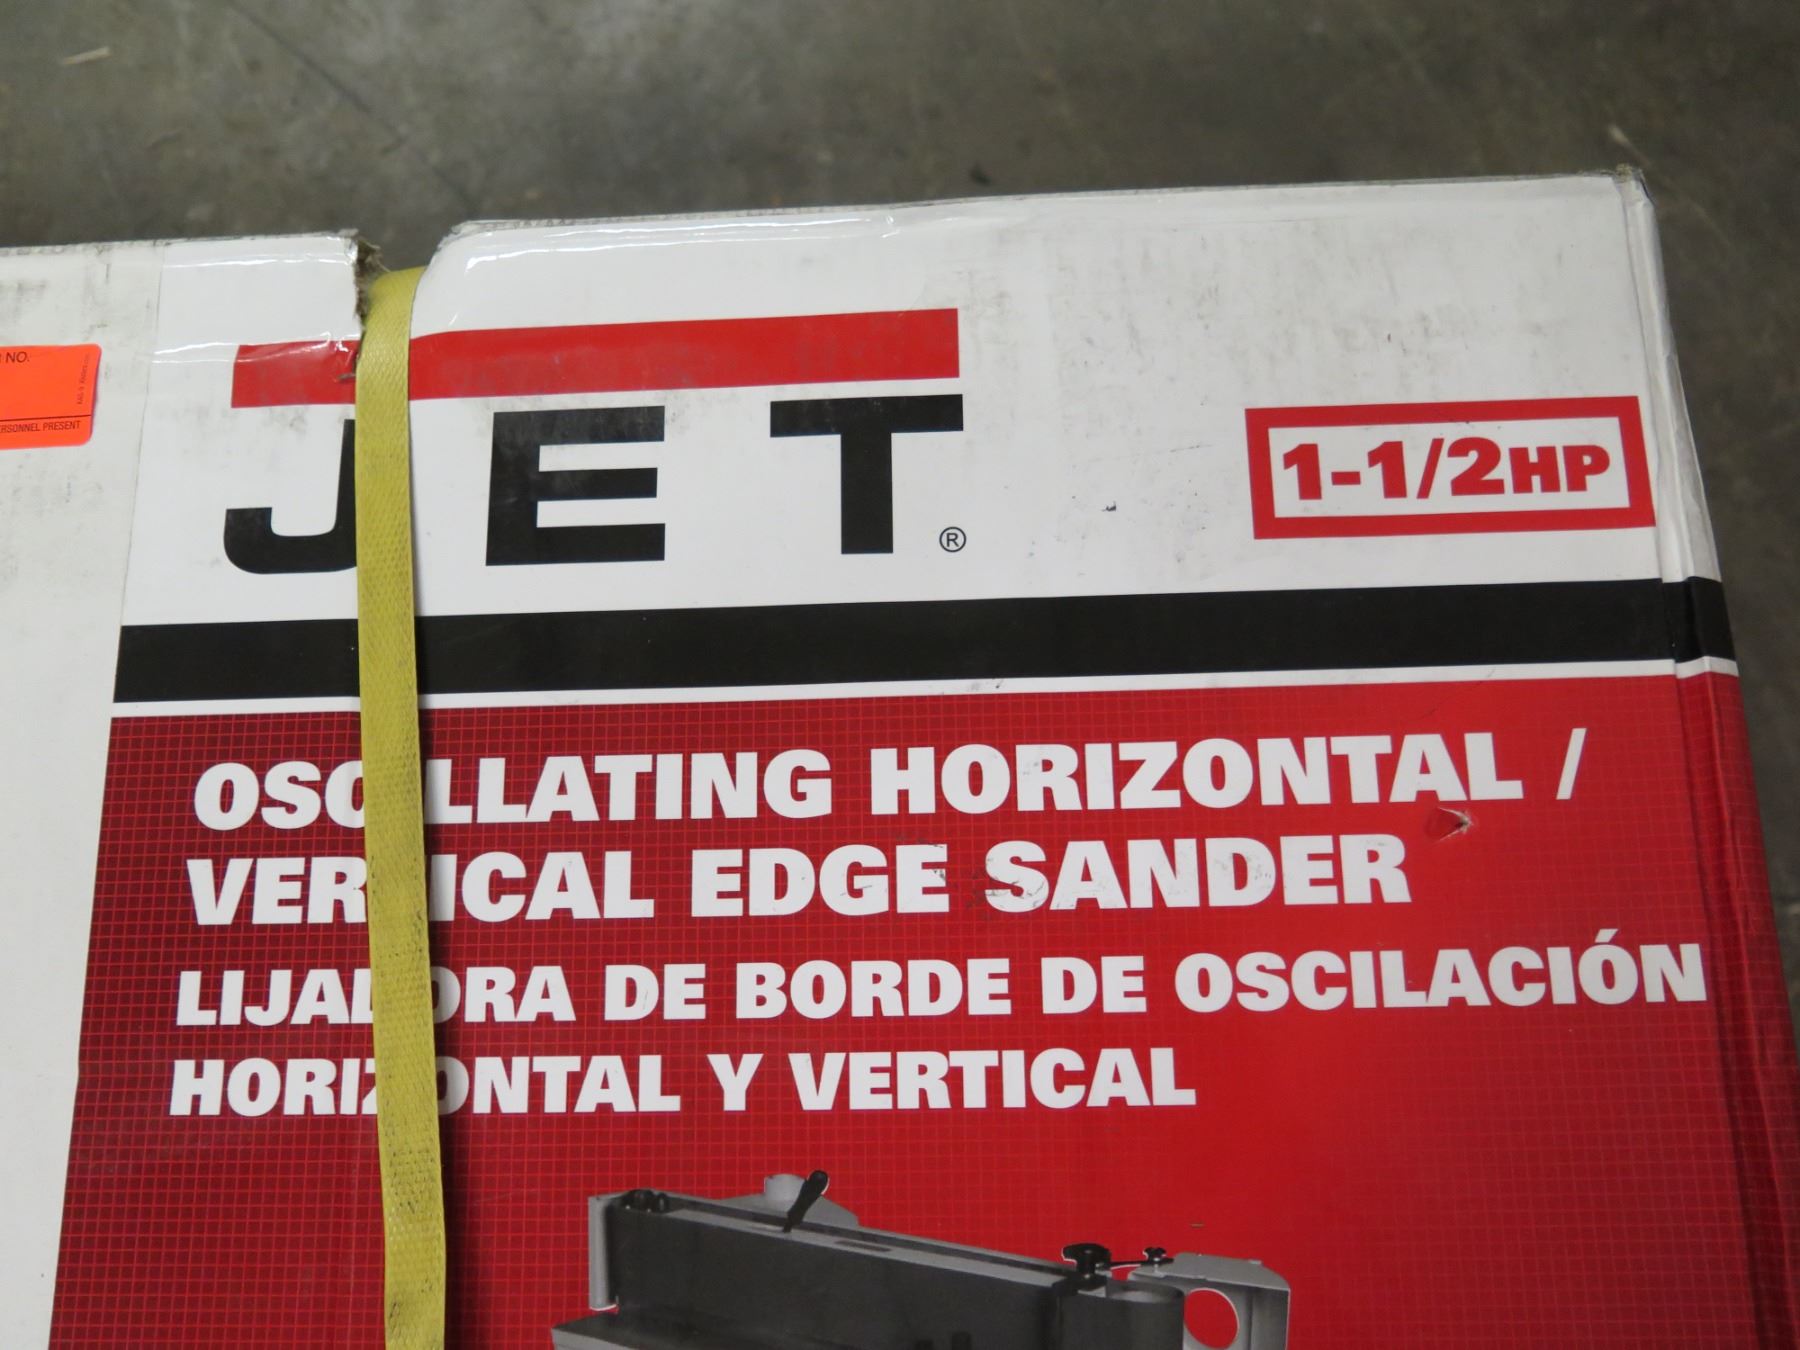 NO.
PERSONNEL PRESENT
JET®
1-1/2HP
OSCILLATING HORIZONTAL /
VERTICAL EDGE SANDER
LIJADORA DE BORDE DE OSCILACIÓN
HORIZONTAL Y VERTICAL